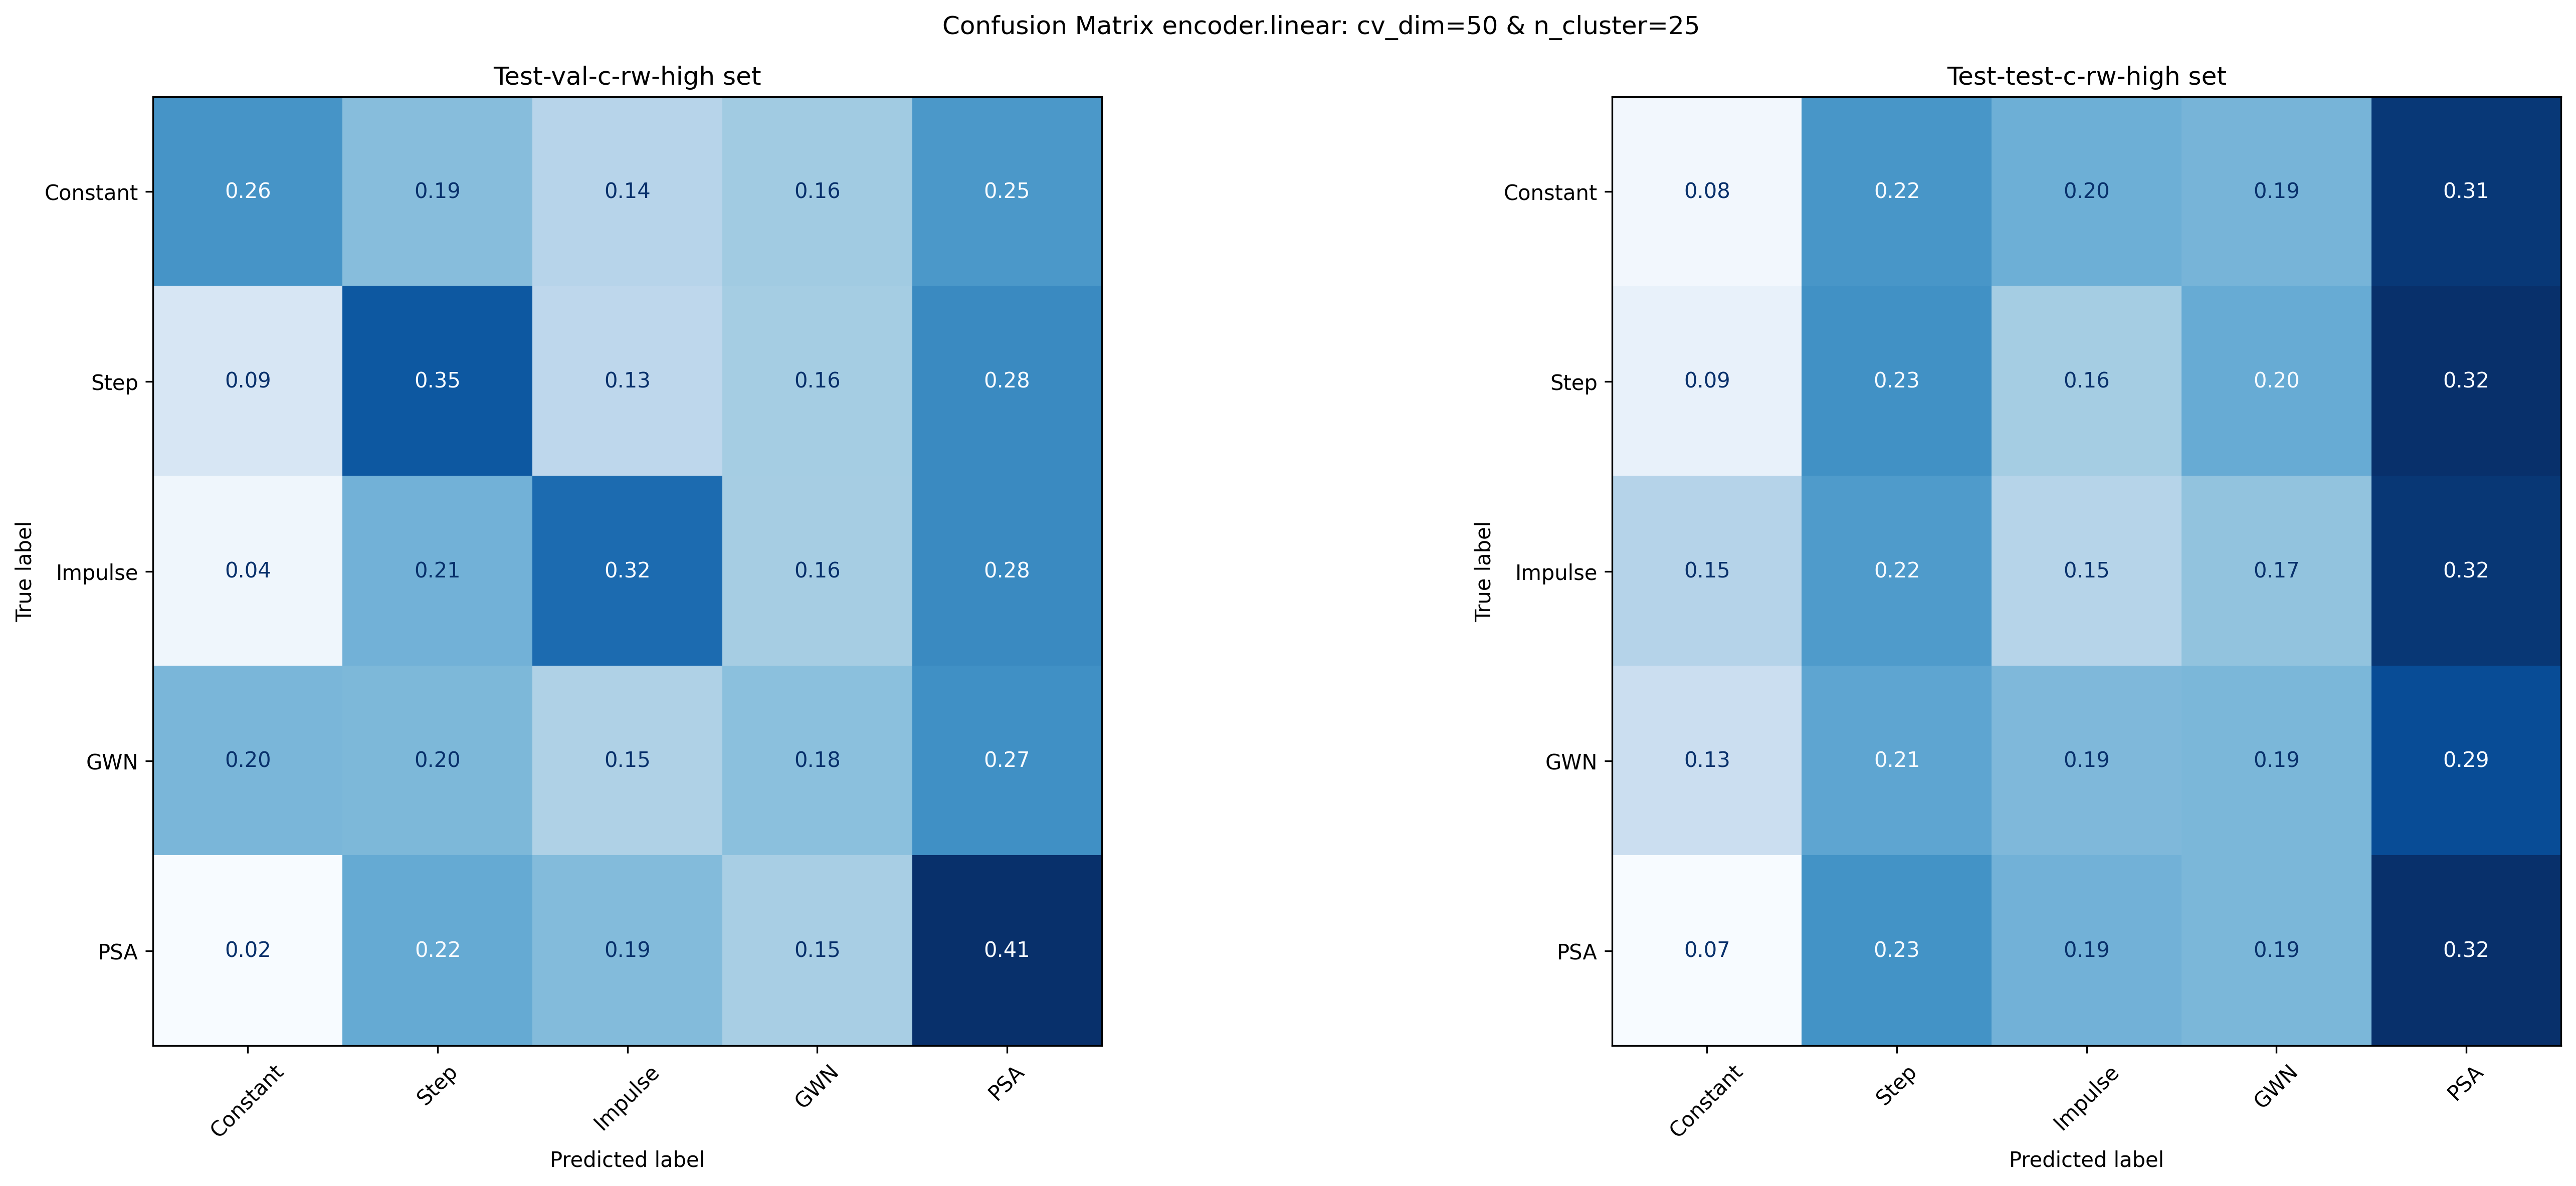 Confusion Matrix encoder.linear: cv_dim=50 & n_cluster=25
Test-val-c-rw-high set
True label
Constant 0.26 0.19 0.14 0.16 0.25
Step 0.09 0.35 0.13 0.16 0.28
Impulse 0.04 0.21 0.32 0.16 0.28
GWN 0.20 0.20 0.15 0.18 0.27
PSA 0.02 0.22 0.19 0.15 0.41
Constant Step Impulse GWN PSA
Predicted label
Test-test-c-rw-high set
True label
Constant 0.08 0.22 0.20 0.19 0.31
Step 0.09 0.23 0.16 0.20 0.32
Impulse 0.15 0.22 0.15 0.17 0.32
GWN 0.13 0.21 0.19 0.19 0.29
PSA 0.07 0.23 0.19 0.19 0.32
Constant Step Impulse GWN PSA
Predicted label